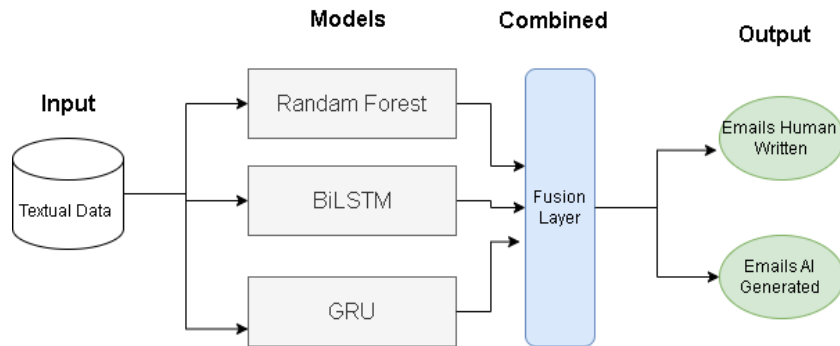 Models
Combined
Output
Input
Randam Forest
Emails Human
Written
Textual Data
BiLSTM
Fusion
Layer
Emails AI
Generated
GRU